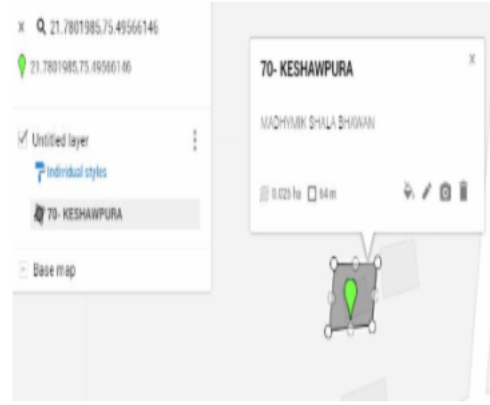 × 21.7801985,75.49566146
21.7801985,75.49566146
Untitled layer
Individual styles
70- KESHAWPURA
Base map
70- KESHAWPURA
×
MADHYMIK SHALA BHAWAN
0.025 ha 64 m